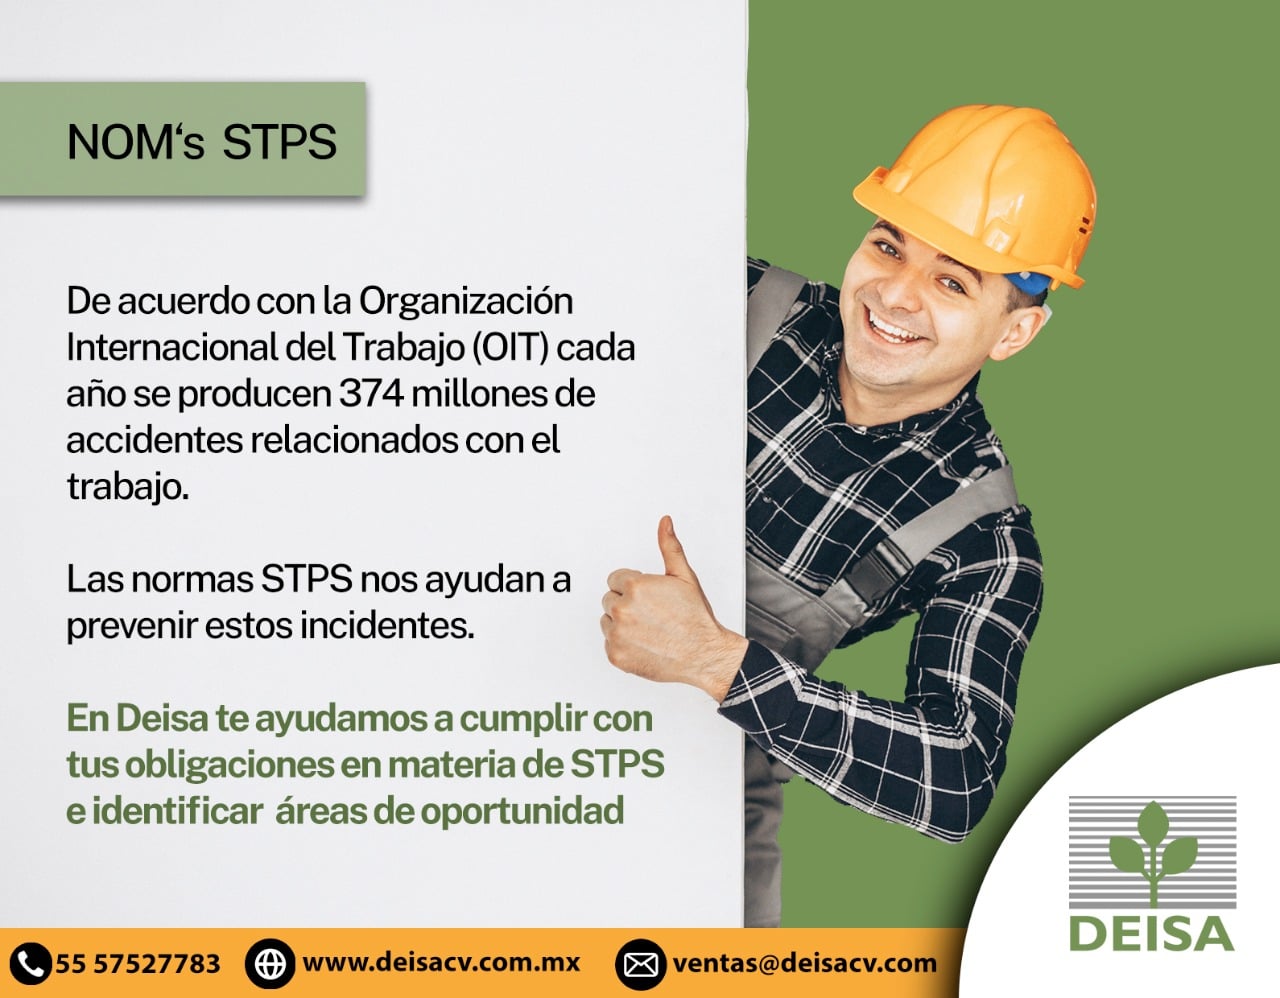 NOM‘s STPS
De acuerdo con la Organización
Internacional del Trabajo (OIT) cada
año se producen 374 millones de
accidentes relacionados con el
trabajo.
Las normas STPS nos ayudan a
prevenir estos incidentes.
En Deisa te ayudamos a cumplir con
tus obligaciones en materia de STPS
e identificar áreas de oportunidad
DEISA
55 57527783 www.deisacv.com.mx ventas@deisacv.com